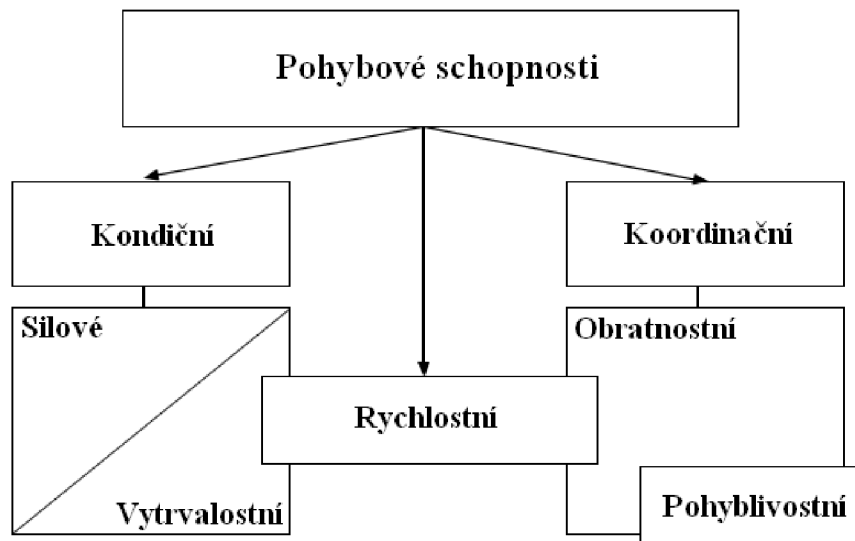 Pohybové schopnosti
Kondiční
Koordinační
Silové
Obratnostní
Rychlostní
Vytrvalostní
Pohyblivostní